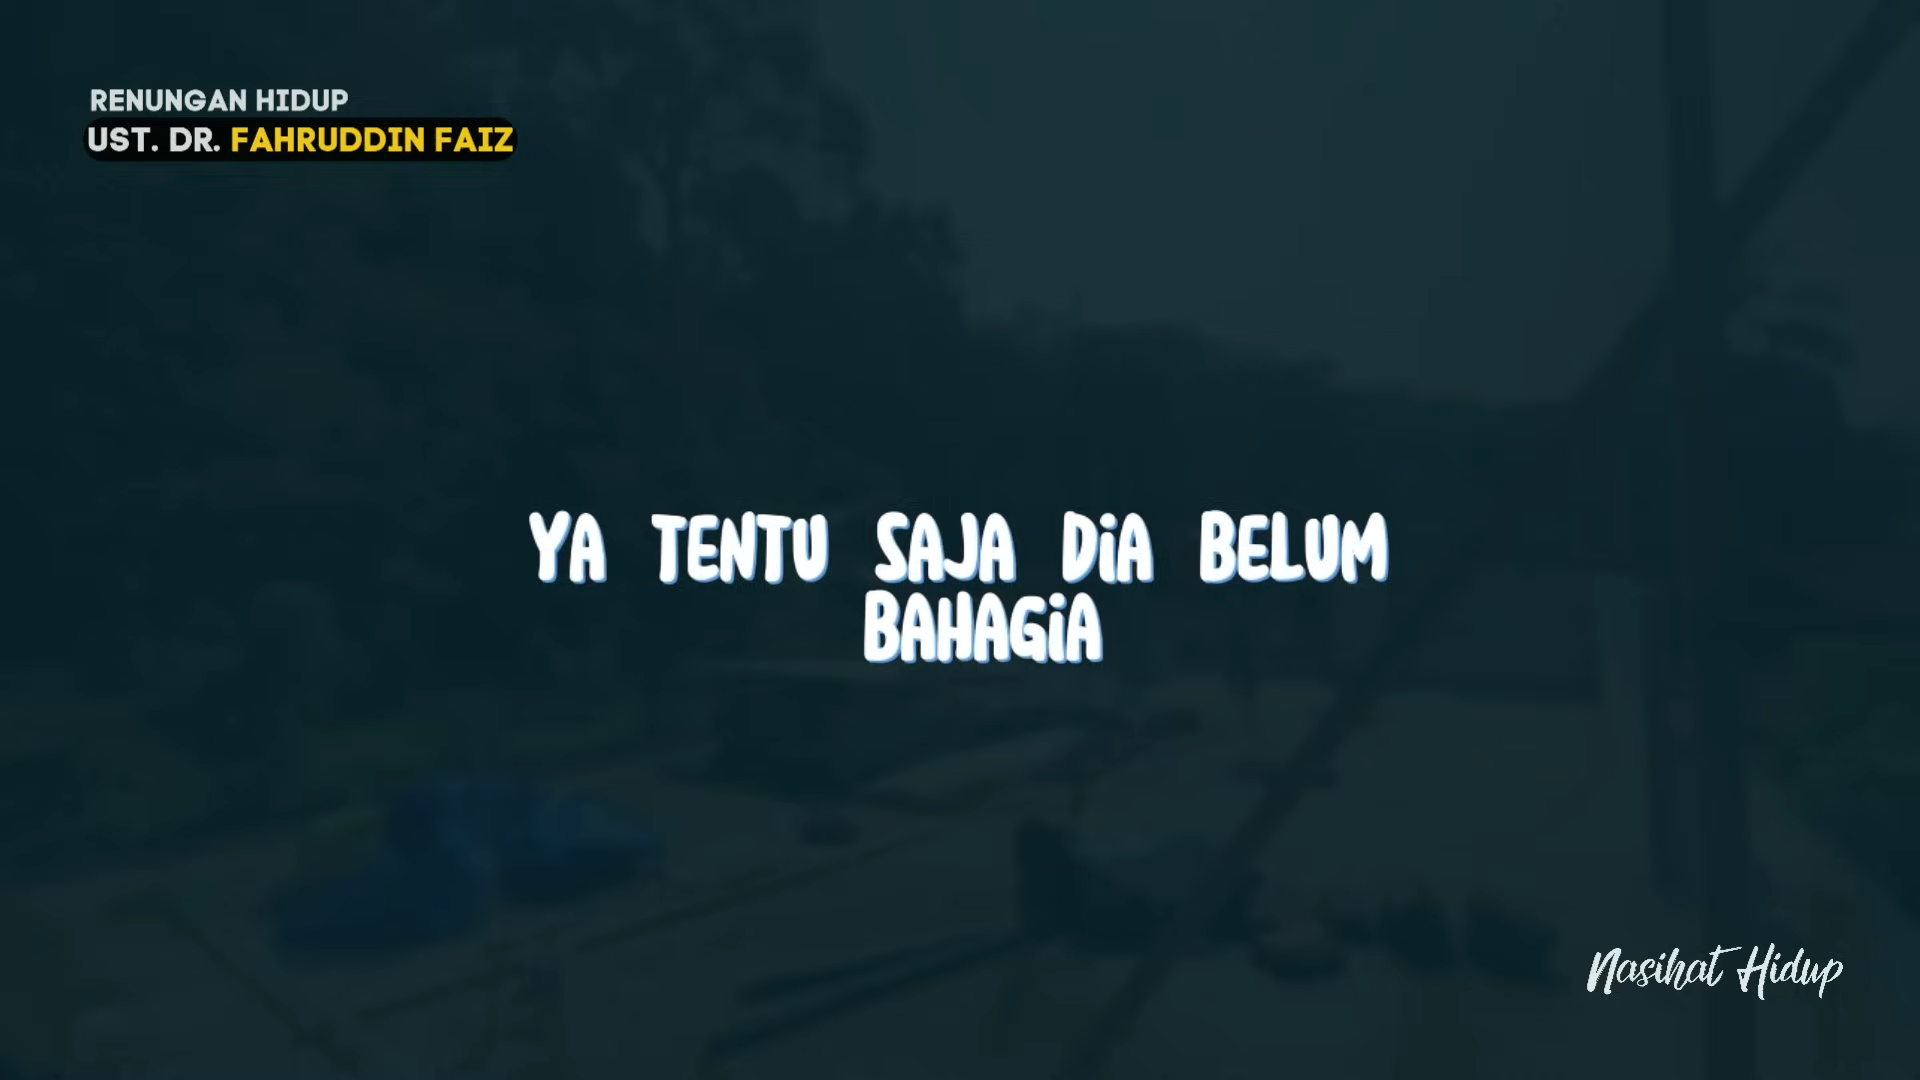 RENUNGAN HIDUP
UST. DR. FAHRUDDIN FAIZ
YA TENTU SAJA DiA BELUM
BAHAGiA
Nasihat Hidup